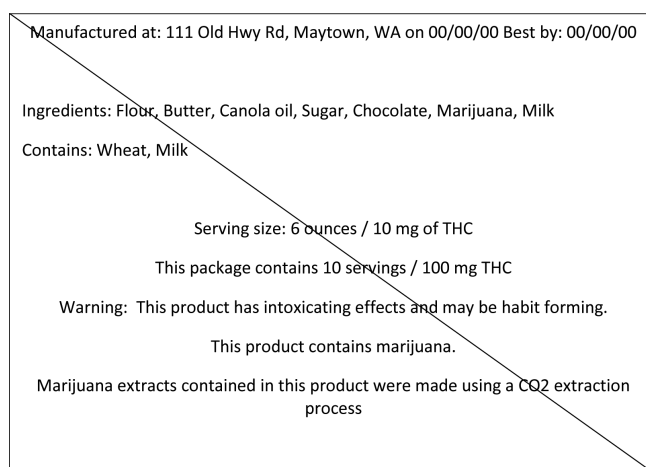 Manufactured at: 111 Old Hwy Rd, Maytown, WA on 00/00/00 Best by: 00/00/00
Ingredients: Flour, Butter, Canola oil, Sugar, Chocolate, Marijuana, Milk
Contains: Wheat, Milk
Serving size: 6 ounces / 10 mg of THC
This package contains 10 servings / 100 mg THC
Warning:  This product has intoxicating effects and may be habit forming.
This product contains marijuana.
Marijuana extracts contained in this product were made using a CO2 extraction
process